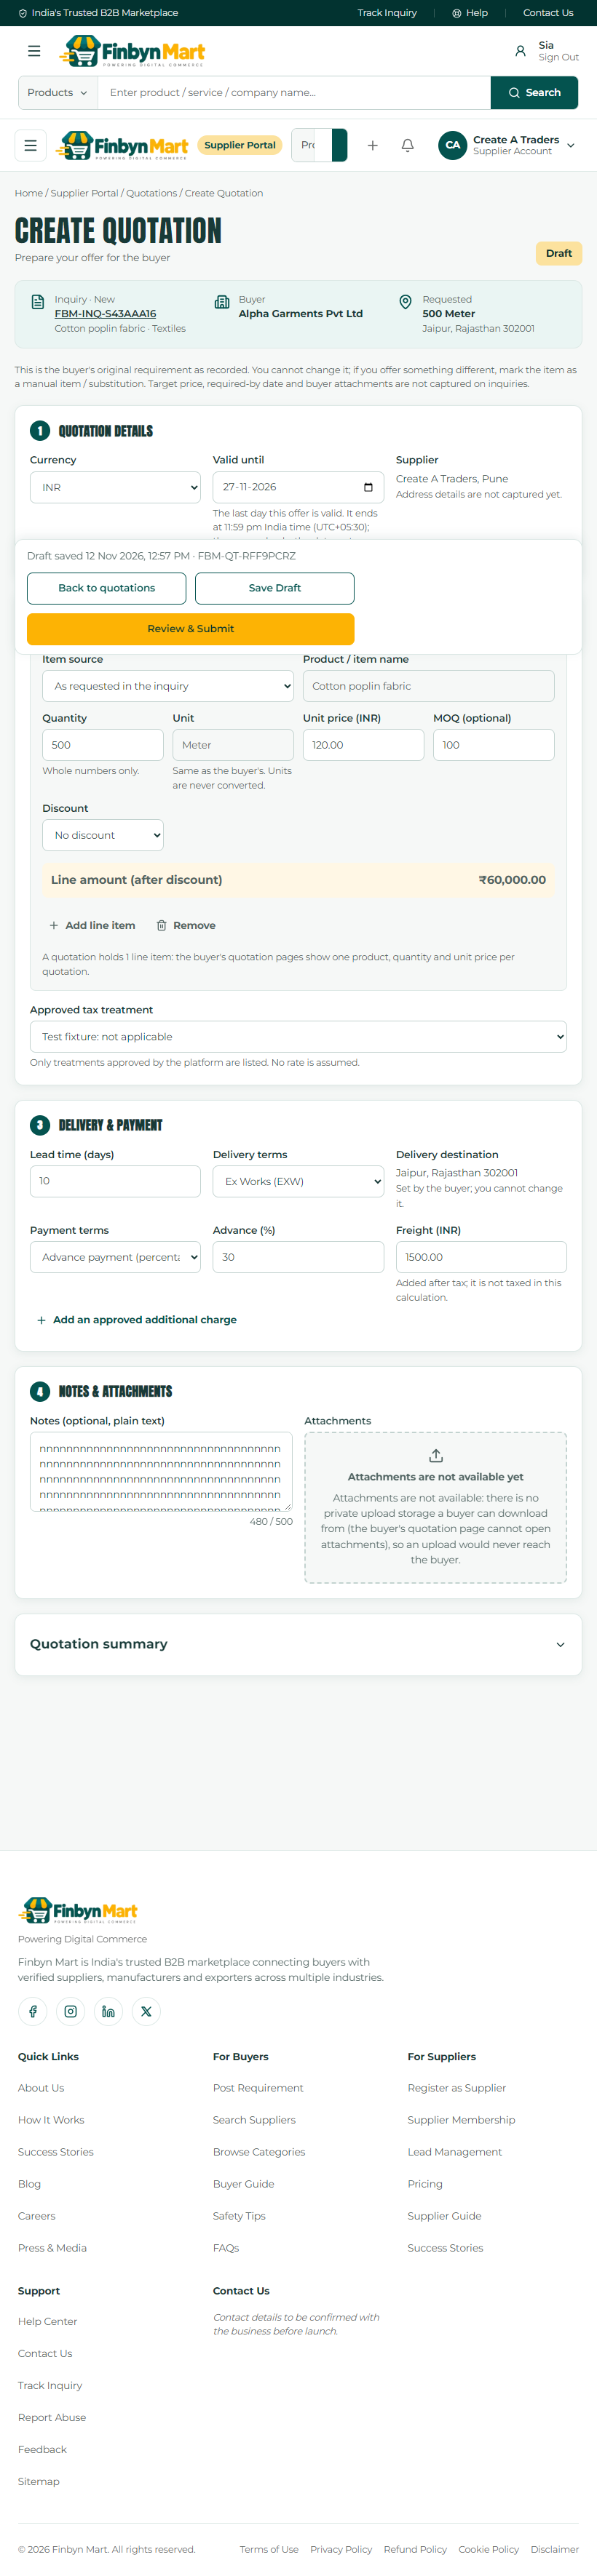 India's Trusted B2B Marketplace
Track Inquiry
Help
Contact Us
Finbyn Mart
POWERING DIGITAL COMMERCE
Sia
Sign Out
Products
Enter product / service / company name...
Search
Finbyn Mart
POWERING DIGITAL COMMERCE
Supplier Portal
CA
Create A Traders
Supplier Account
Home / Supplier Portal / Quotations / Create Quotation
CREATE QUOTATION
Prepare your offer for the buyer
Draft
Inquiry · New
FBM-INQ-S43AAA16
Cotton poplin fabric · Textiles
Buyer
Alpha Garments Pvt Ltd
Requested
500 Meter
Jaipur, Rajasthan 302001
This is the buyer's original requirement as recorded. You cannot change it; if you offer something different, mark the item as
a manual item / substitution. Target price, required-by date and buyer attachments are not captured on inquiries.
1 QUOTATION DETAILS
Currency
INR
Valid until
27-11-2026
The last day this offer is valid. It ends
at 11:59 pm India time (UTC+05:30);
Supplier
Create A Traders, Pune
Address details are not captured yet.
Draft saved 12 Nov 2026, 12:57 PM · FBM-QT-RFF9PCRZ
Back to quotations
Save Draft
Review & Submit
Item source
As requested in the inquiry
Product / item name
Cotton poplin fabric
Quantity
500
Whole numbers only.
Unit
Meter
Same as the buyer's. Units
are never converted.
Unit price (INR)
120.00
MOQ (optional)
100
Discount
No discount
Line amount (after discount)
₹60,000.00
Add line item
Remove
A quotation holds 1 line item: the buyer's quotation pages show one product, quantity and unit price per
quotation.
Approved tax treatment
Test fixture: not applicable
Only treatments approved by the platform are listed. No rate is assumed.
3 DELIVERY & PAYMENT
Lead time (days)
10
Delivery terms
Ex Works (EXW)
Delivery destination
Jaipur, Rajasthan 302001
Set by the buyer; you cannot change
it.
Payment terms
Advance payment (percenta
Advance (%)
30
Freight (INR)
1500.00
Added after tax; it is not taxed in this
calculation.
Add an approved additional charge
4 NOTES & ATTACHMENTS
Notes (optional, plain text)
nnnnnnnnnnnnnnnnnnnnnnnnnnnnnnnnnnnn
nnnnnnnnnnnnnnnnnnnnnnnnnnnnnnnnnnnn
nnnnnnnnnnnnnnnnnnnnnnnnnnnnnnnnnnnn
nnnnnnnnnnnnnnnnnnnnnnnnnnnnnnnnnnnn
nnnnnnnnnnnnnnnnnnnnnnnnnnnnnnnnnnnn
480 / 500
Attachments
Attachments are not available yet
Attachments are not available: there is no
private upload storage a buyer can download
from (the buyer's quotation page cannot open
attachments), so an upload would never reach
the buyer.
Quotation summary
Finbyn Mart
POWERING DIGITAL COMMERCE
Powering Digital Commerce
Finbyn Mart is India's trusted B2B marketplace connecting buyers with
verified suppliers, manufacturers and exporters across multiple industries.
Quick Links
About Us
How It Works
Success Stories
Blog
Careers
Press & Media
For Buyers
Post Requirement
Search Suppliers
Browse Categories
Buyer Guide
Safety Tips
FAQs
For Suppliers
Register as Supplier
Supplier Membership
Lead Management
Pricing
Supplier Guide
Success Stories
Support
Help Center
Contact Us
Track Inquiry
Report Abuse
Feedback
Sitemap
Contact Us
Contact details to be confirmed with
the business before launch.
© 2026 Finbyn Mart. All rights reserved.
Terms of Use
Privacy Policy
Refund Policy
Cookie Policy
Disclaimer